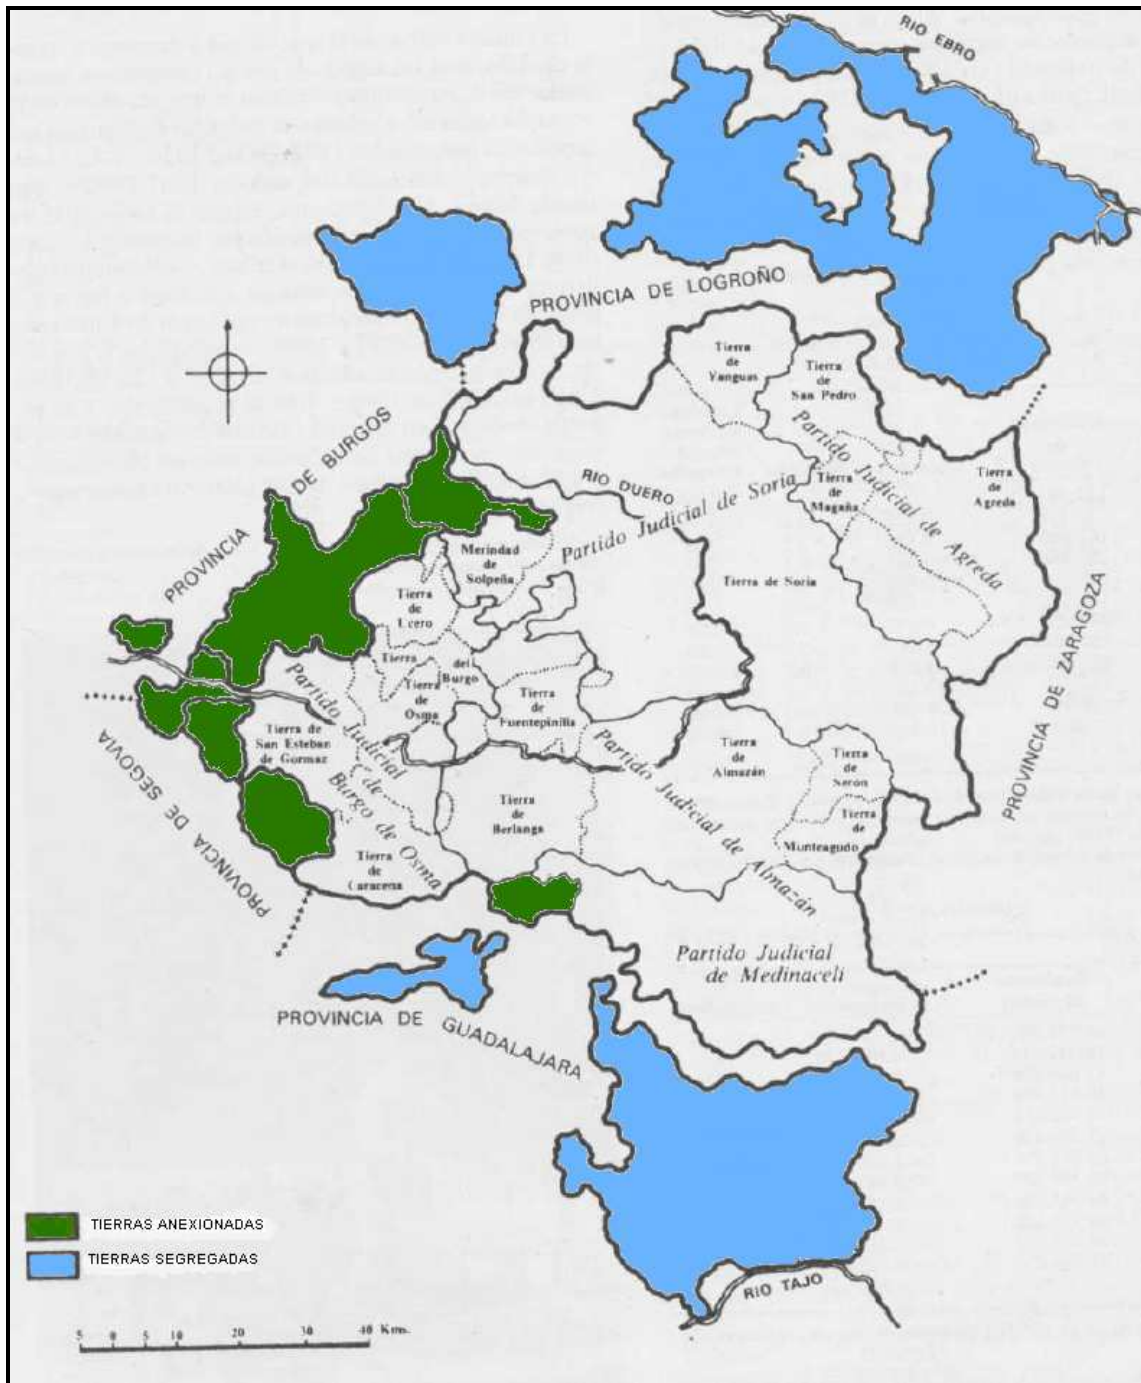 RIO EBRO
PROVINCIA DE LOGROÑO
Tierra
de
Yanguas
Tierra
de
San Pedro
PROVINCIA DE BURGOS
RIO DUERO
Partido Judicial de Soria
Partido Judicial de Agreda
Tierra
de
Magaña
Tierra
de
Agreda
Merindad
de
Solpeña
Tierra de Soria
Tierra
de
Ucero
PROVINCIA DE ZARAGOZA
Tierra
del
Burgo
Tierra
de
Osma
Tierra
de
Fuentepinilla
Partido Judicial
de
Burgo de Osma
Tierra de
San Esteban
de Gormaz
PROVINCIA DE SEGOVIA
Partido Judicial de Almazán
Tierra
de
Almazán
Tierra
de
Serón
Tierra
de
Berlanga
Tierra
de
Munteagudo
Tierra
de
Caracena
Partido Judicial
de Medinaceli
PROVINCIA DE GUADALAJARA
TIERRAS ANEXIONADAS
TIERRAS SEGREGADAS
RIO TAJO
5 0 5 10 20 30 40 Kms.